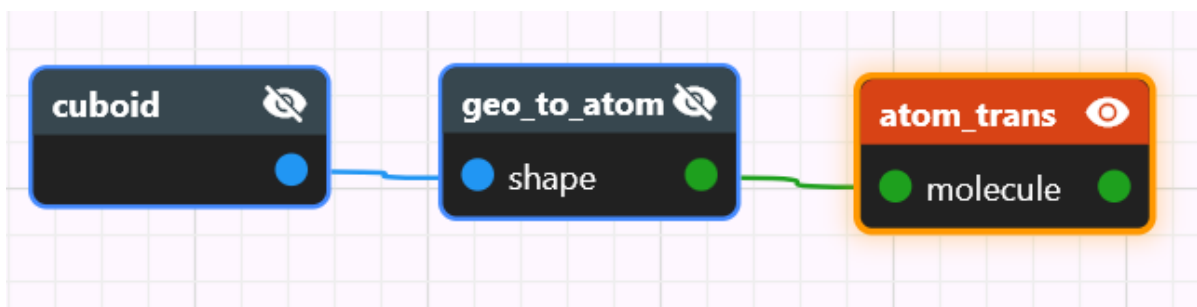 cuboid
geo_to_atom
shape
atom_trans
molecule